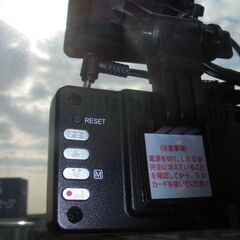 RESET
M
〈注意事項〉
電源を切り、LEDが
完全に消えていること
を確認してから、SD
カードを抜いてください